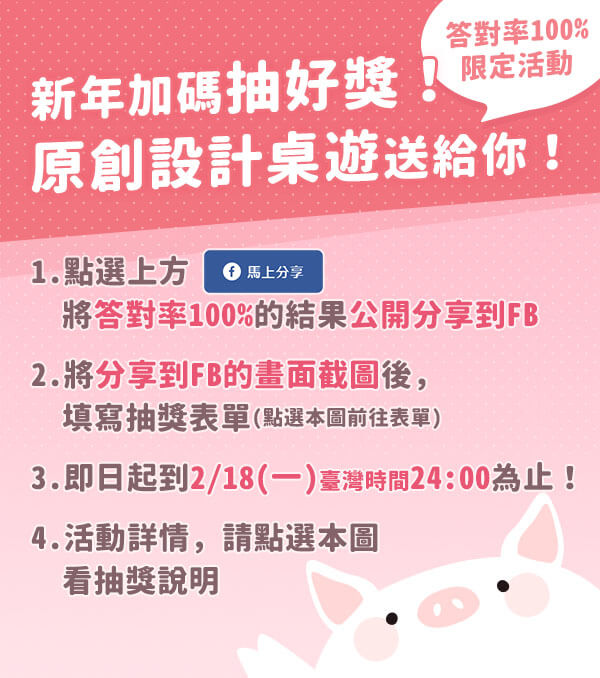 答對率100%
限定活動
新年加碼抽好獎！
原創設計桌遊送給你！
1.點選上方 f 馬上分享
將答對率100%的結果公開分享到FB
2.將分享到FB的畫面截圖後，
填寫抽獎表單(點選本圖前往表單)
3.即日起到2/18(一)臺灣時間24:00為止！
4.活動詳情，請點選本圖
看抽獎說明